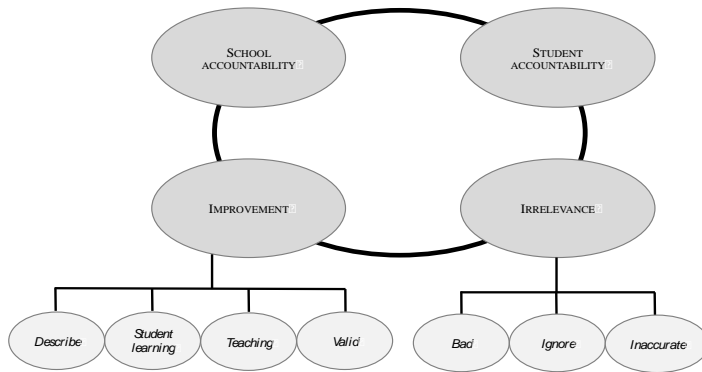 SCHOOL
ACCOUNTABILITY
STUDENT
ACCOUNTABILITY
IMPROVEMENT
IRRELEVANCE
Describe
Student
learning
Teaching
Valid
Bad
Ignore
Inaccurate